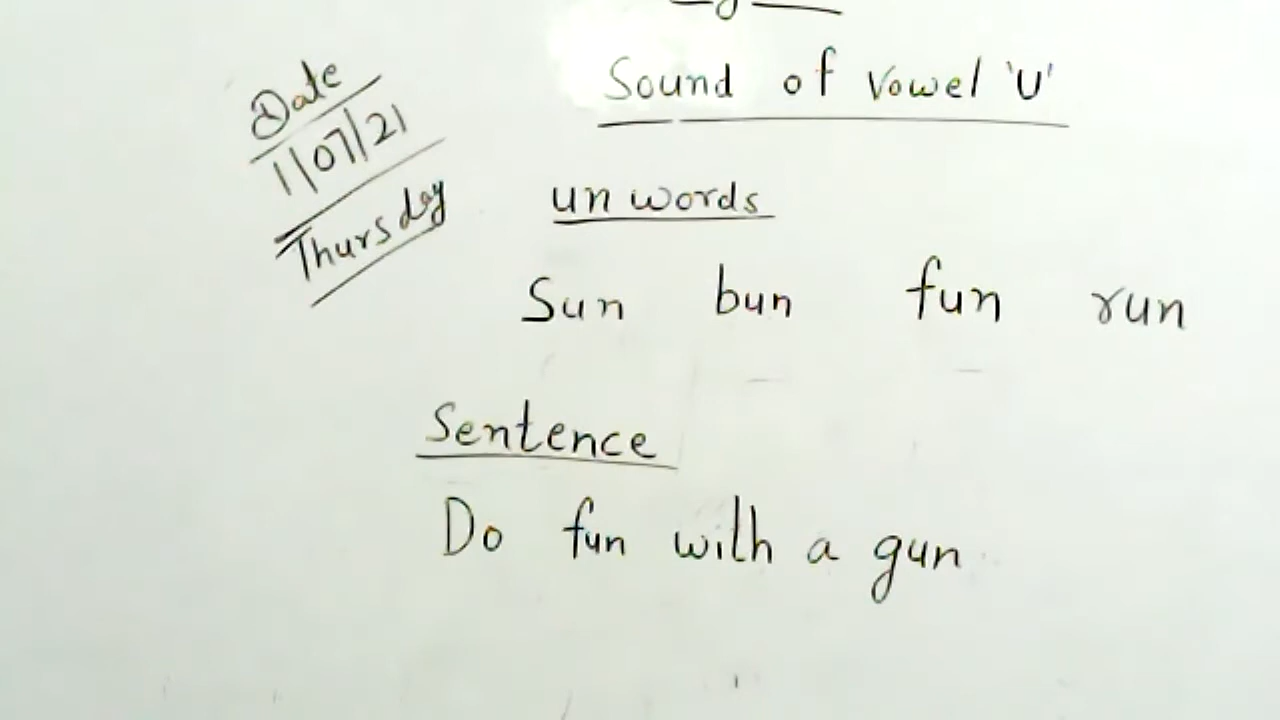 Date
1/07/21
Thursday
Sound of Vowel 'U'
un words
Sun bun fun run
Sentence
Do fun with a gun